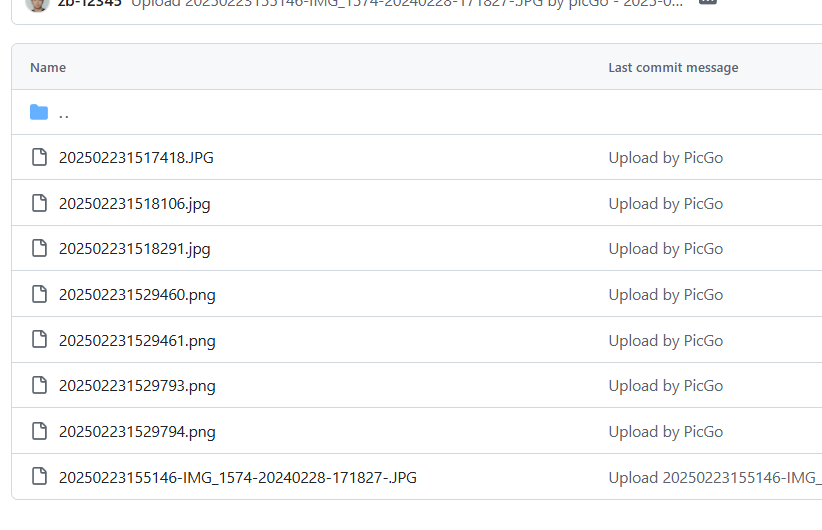 zb-12345 Upload 20250223155146-IMG_1574-20240228-171827-.JPG by picGo - 2025-0...
Name Last commit message
..
202502231517418.JPG Upload by PicGo
202502231518106.jpg Upload by PicGo
202502231518291.jpg Upload by PicGo
202502231529460.png Upload by PicGo
202502231529461.png Upload by PicGo
202502231529793.png Upload by PicGo
202502231529794.png Upload by PicGo
20250223155146-IMG_1574-20240228-171827-.JPG Upload 20250223155146-IMG_